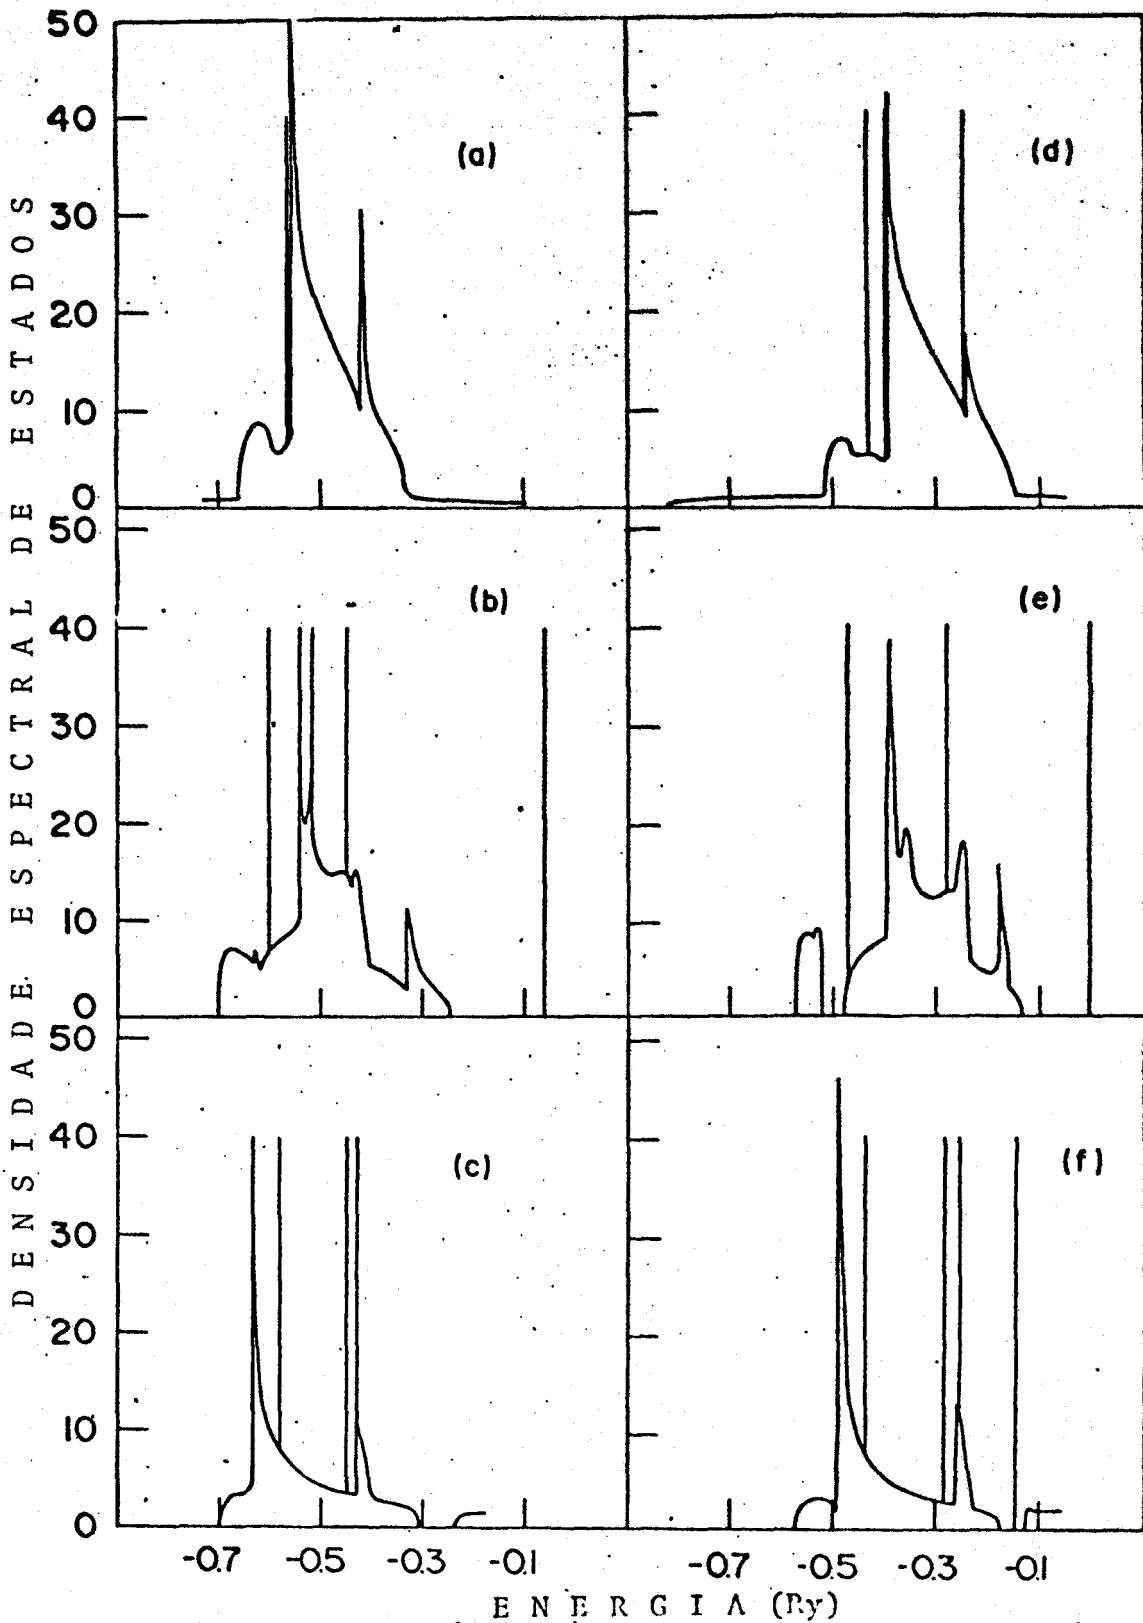 DENSIDADE ESPECTRAL DE ESTADOS
50
40
30
20
10
0
(a)
(d)
50
40
30
20
10
0
(b)
(e)
50
40
30
20
10
0
(c)
(f)
-0.7 -0.5 -0.3 -0.1 -0.7 -0.5 -0.3 -0.1
ENERGIA (Ry)